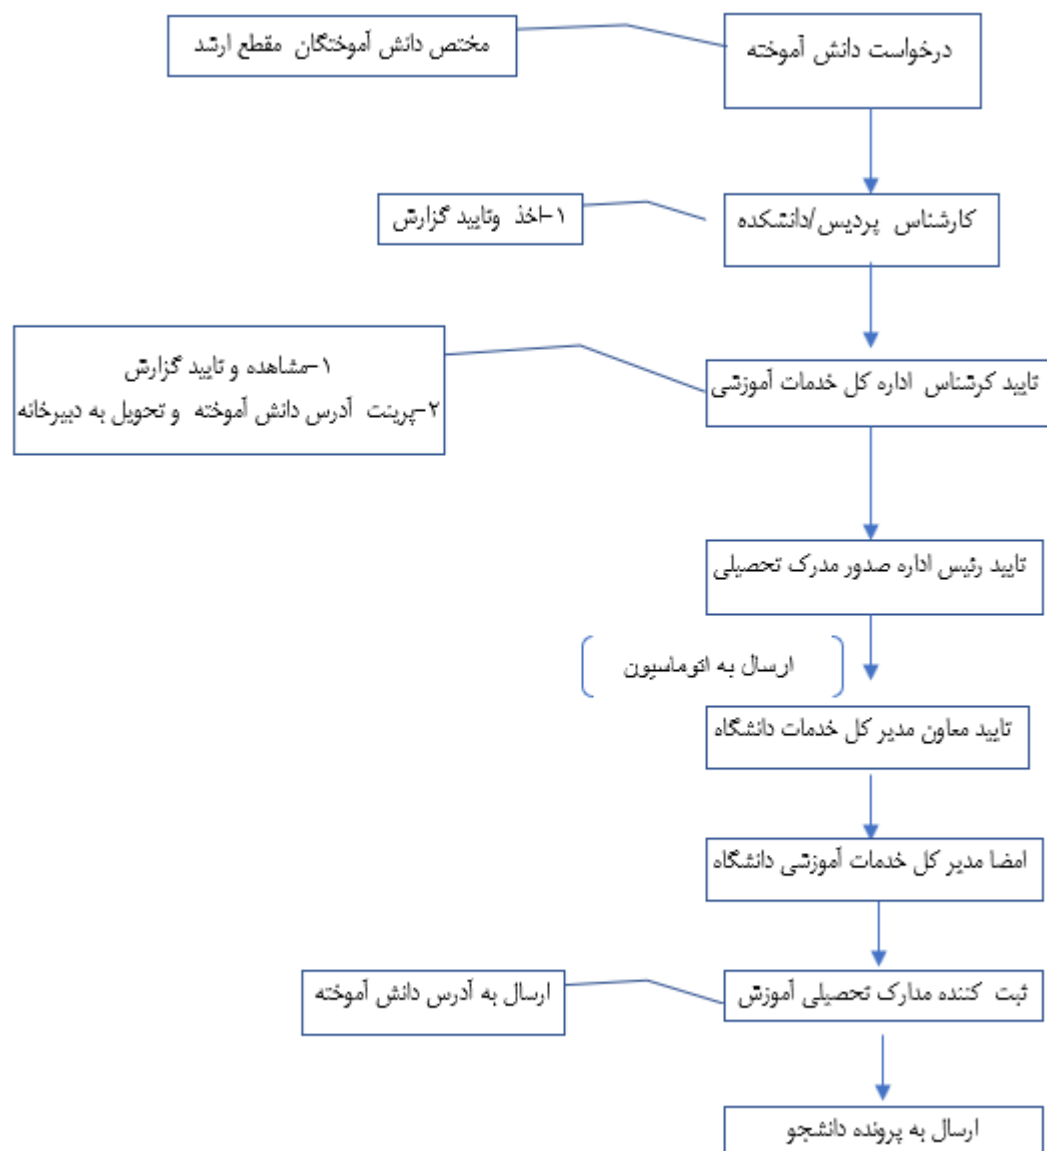 درخواست دانش آموخته
مختص دانش آموختگان مقطع ارشد
کارشناس پردیس/دانشکده
۱-اخذ وتایید گزارش
تایید کرشناس اداره کل خدمات آموزشی
۱-مشاهده و تایید گزارش
۲-پرینت آدرس دانش آموخته و تحویل به دبیرخانه
تایید رئیس اداره صدور مدرک تحصیلی
ارسال به اتوماسیون
تایید معاون مدیر کل خدمات دانشگاه
امضا مدیر کل خدمات آموزشی دانشگاه
ثبت کننده مدارک تحصیلی آموزش
ارسال به آدرس دانش آموخته
ارسال به پرونده دانشجو